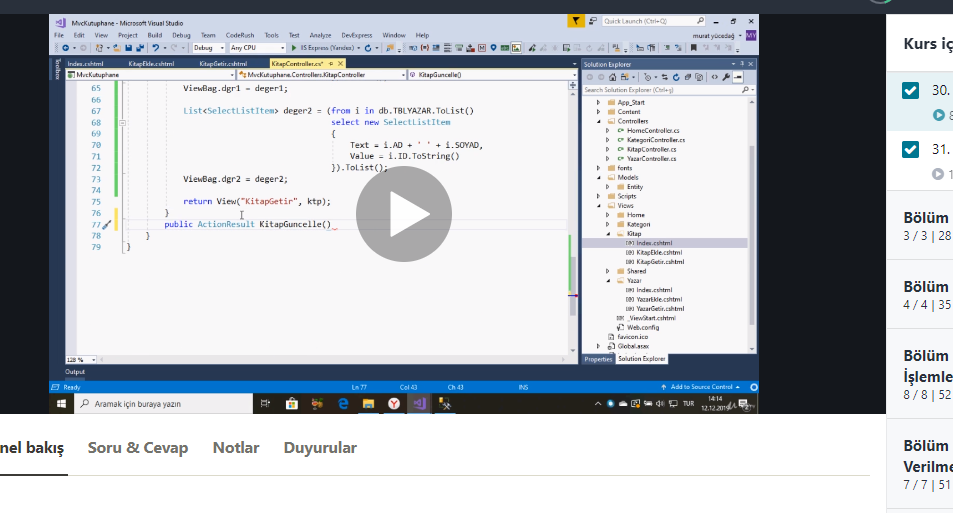 MvcKutuphane - Microsoft Visual Studio
Quick Launch (Ctrl+Q)
File Edit View Project Build Debug Team CodeRush Tools Test Analyze DevExpress Window Help
murat yücedağ MY
Debug Any CPU IIS Express (Yandex)
Index.cshtml KitapEkle.cshtml KitapGetir.cshtml KitapController.cs*
MvcKutuphane MvcKutuphane.Controllers.KitapController KitapGuncelle()
65 ViewBag.dgr1 = deger1;
66
67 List<SelectListItem> deger2 = (from i in db.TBLYAZAR.ToList()
68 select new SelectListItem
69 {
70 Text = i.AD + ' ' + i.SOYAD,
71 Value = i.ID.ToString()
72 }).ToList();
73 ViewBag.dgr2 = deger2;
74
75 return View("KitapGetir", ktp);
76 }
77 public ActionResult KitapGuncelle()
78 }
79 }
128 %
Solution Explorer
Search Solution Explorer (Ctrl+ş)
App_Start
Content
Controllers
HomeController.cs
KategoriController.cs
KitapController.cs
YazarController.cs
fonts
Models
Entity
Scripts
Views
Home
Kategori
Kitap
Index.cshtml
KitapEkle.cshtml
KitapGetir.cshtml
Shared
Yazar
Index.cshtml
YazarEkle.cshtml
YazarGetir.cshtml
_ViewStart.cshtml
Web.config
favicon.ico
Global.asax
Properties Solution Explorer
Output
Ready Ln 77 Col 43 Ch 43 INS Add to Source Control
Aramak için buraya yazın
TUR 14:14
12.12.2019
nel bakış Soru & Cevap Notlar Duyurular
Kurs iç
30.
8
31.
1
Bölüm
3 / 3 | 28
Bölüm
4 / 4 | 35
Bölüm
İşlemle
8 / 8 | 52
Bölüm
Verilme
7 / 7 | 51